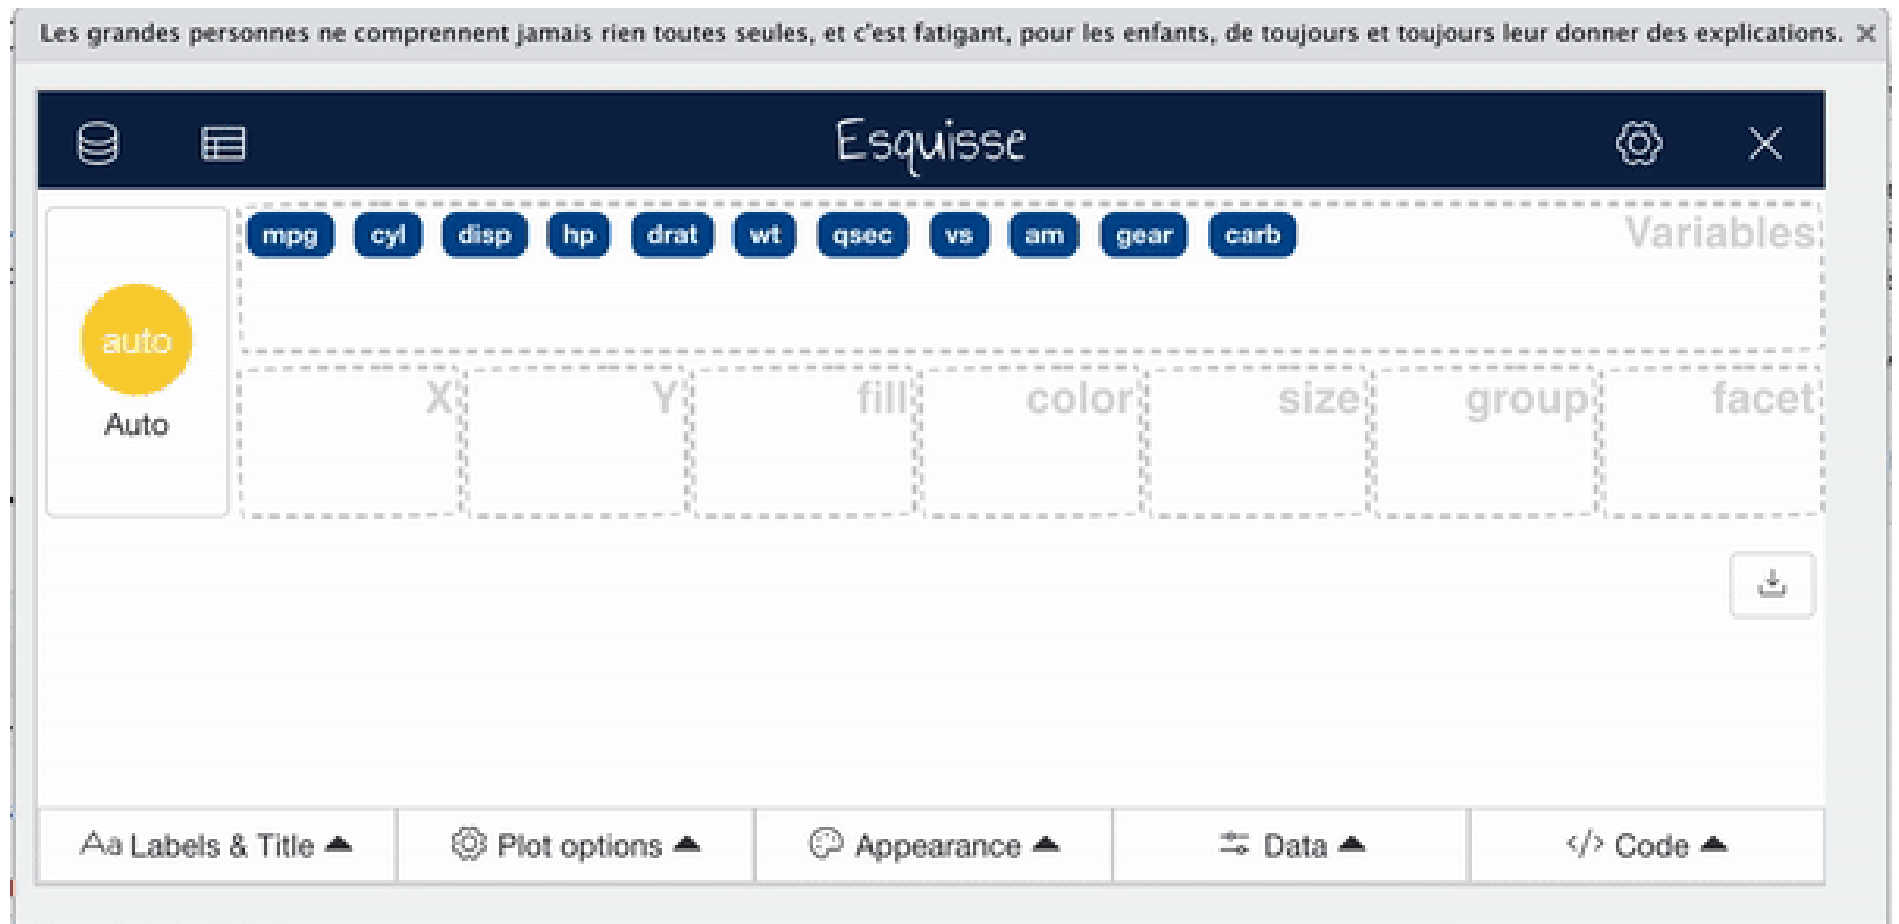 Les grandes personnes ne comprennent jamais rien toutes seules, et c'est fatigant, pour les enfants, de toujours et toujours leur donner des explications.
Esquisse
mpg cyl disp hp drat wt qsec vs am gear carb Variables
auto
Auto
X Y fill color size group facet
Aa Labels & Title Plot options Appearance Data </> Code